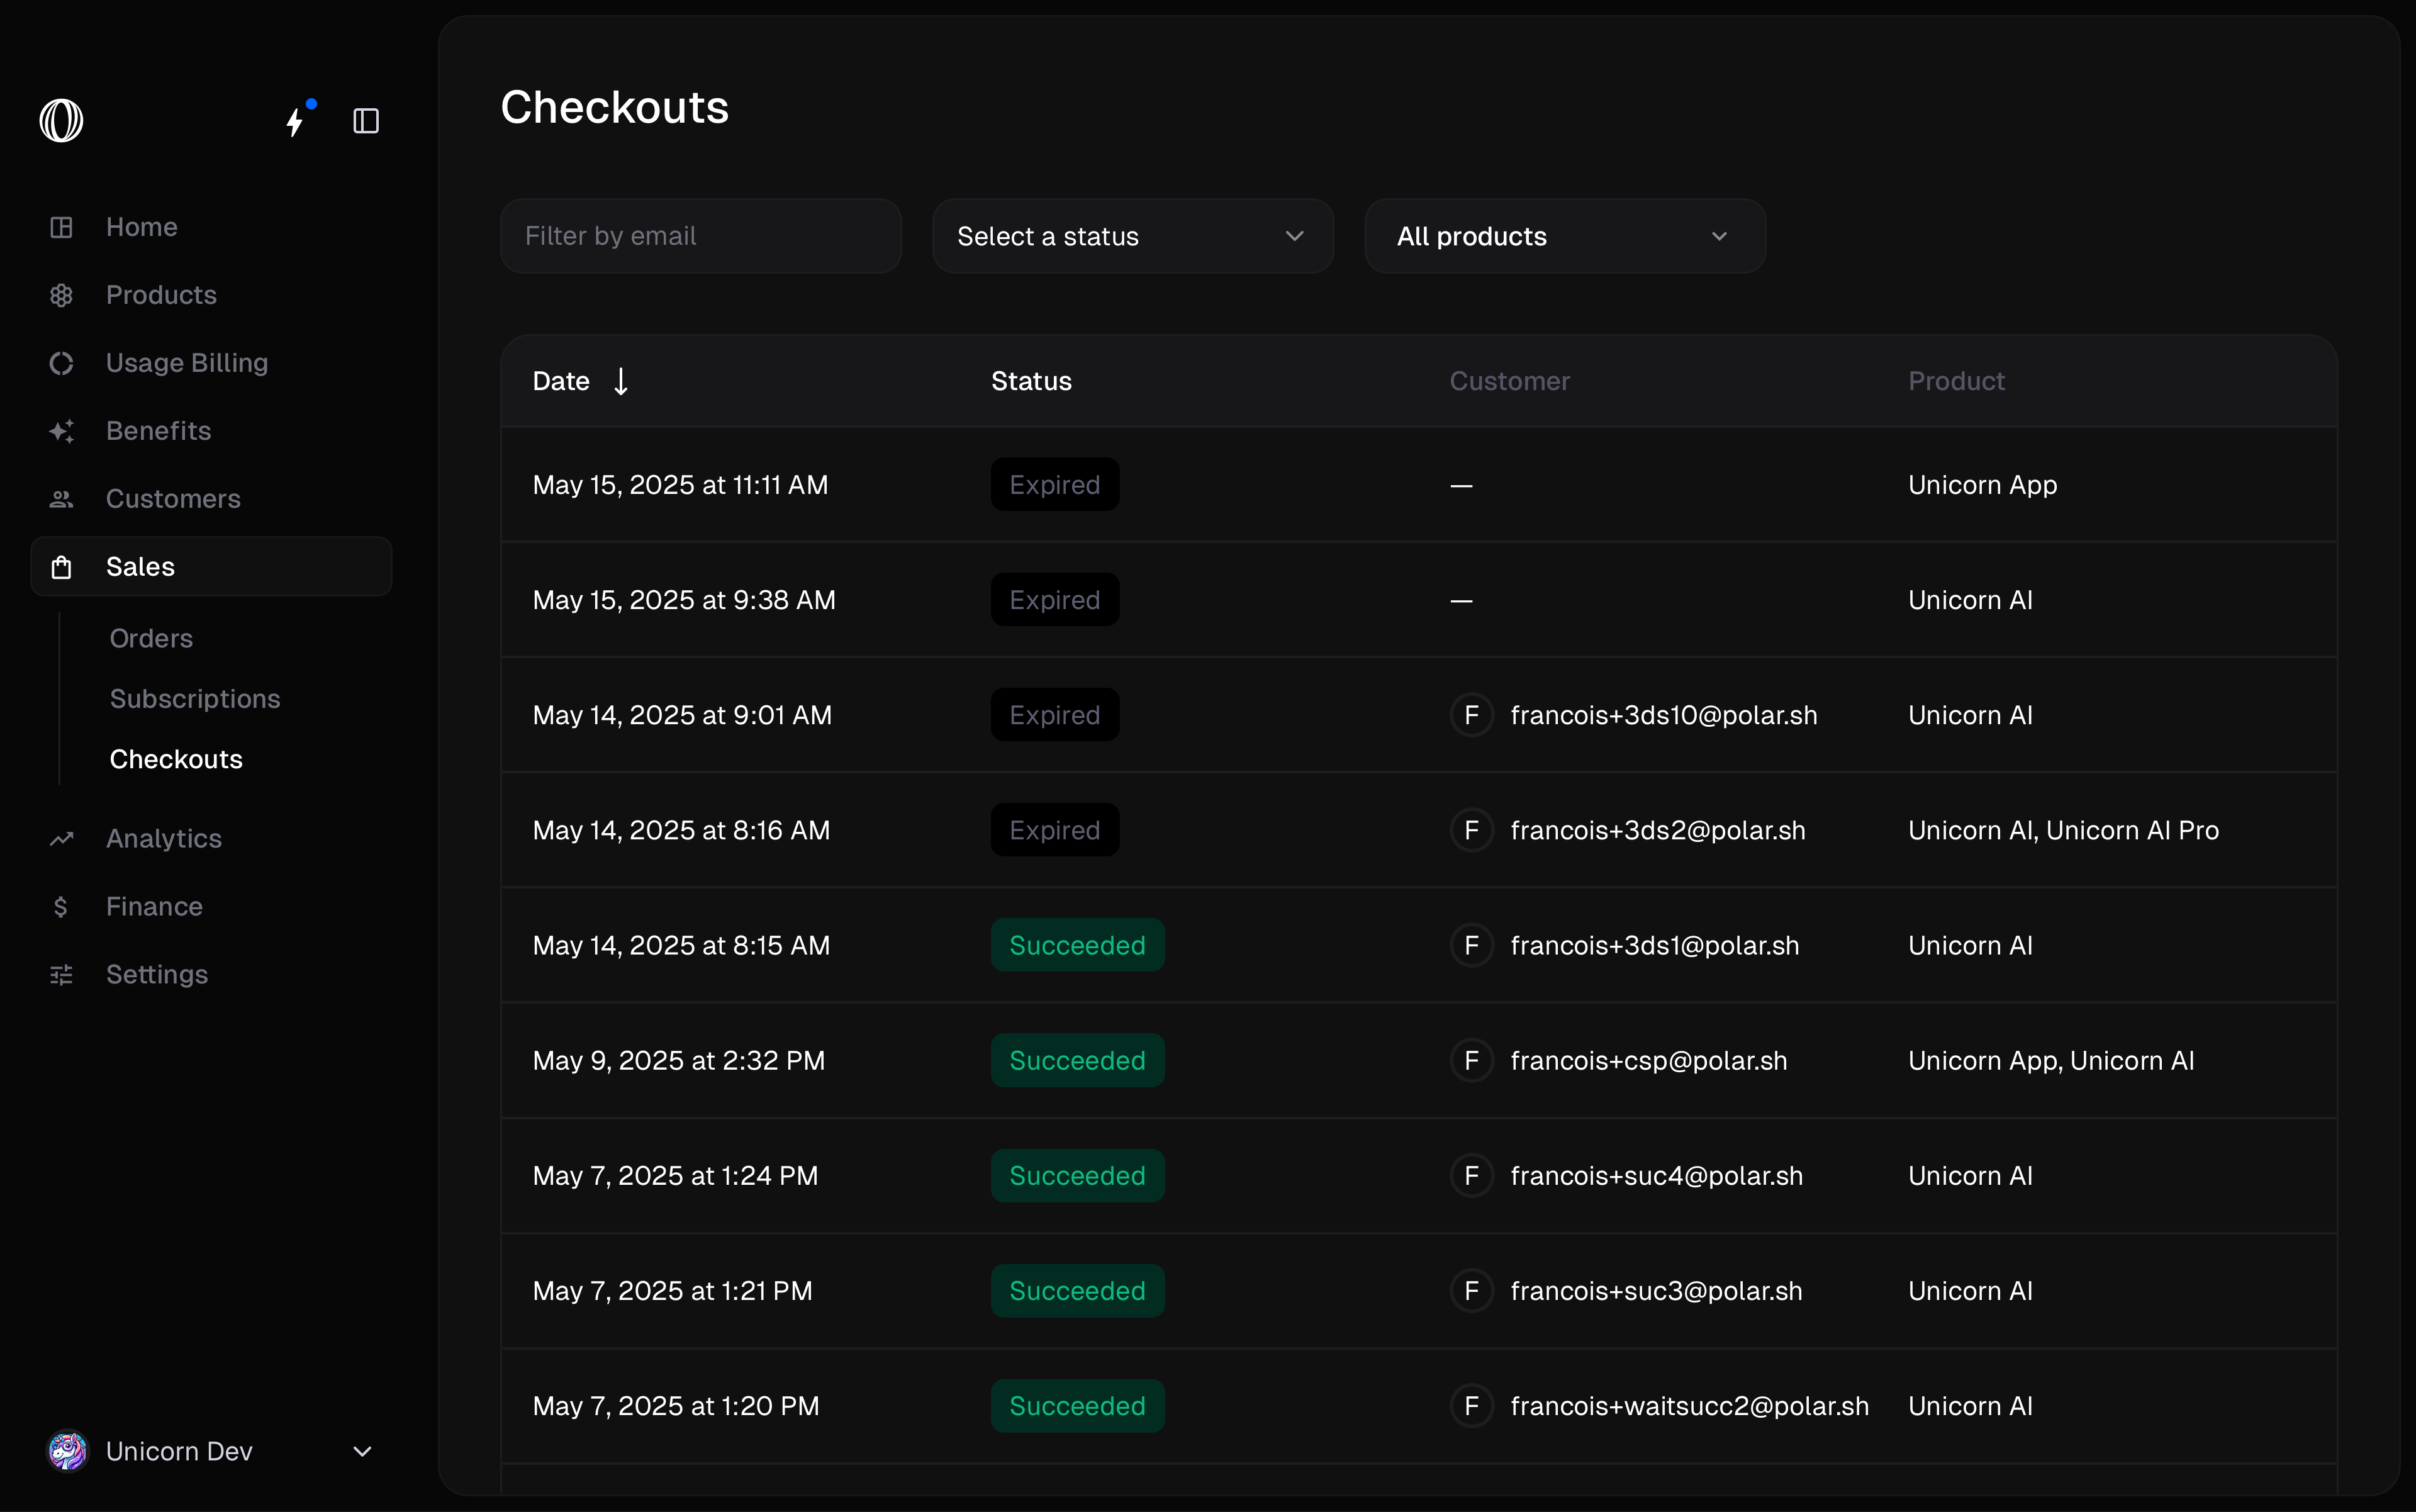 Home
Products
Usage Billing
Benefits
Customers
Sales
Orders
Subscriptions
Checkouts
Analytics
Finance
Settings
Unicorn Dev
Checkouts
Filter by email Select a status All products
Date ↓ Status Customer Product
May 15, 2025 at 11:11 AM Expired — Unicorn App
May 15, 2025 at 9:38 AM Expired — Unicorn AI
May 14, 2025 at 9:01 AM Expired F francois+3ds10@polar.sh Unicorn AI
May 14, 2025 at 8:16 AM Expired F francois+3ds2@polar.sh Unicorn AI, Unicorn AI Pro
May 14, 2025 at 8:15 AM Succeeded F francois+3ds1@polar.sh Unicorn AI
May 9, 2025 at 2:32 PM Succeeded F francois+csp@polar.sh Unicorn App, Unicorn AI
May 7, 2025 at 1:24 PM Succeeded F francois+suc4@polar.sh Unicorn AI
May 7, 2025 at 1:21 PM Succeeded F francois+suc3@polar.sh Unicorn AI
May 7, 2025 at 1:20 PM Succeeded F francois+waitsucc2@polar.sh Unicorn AI